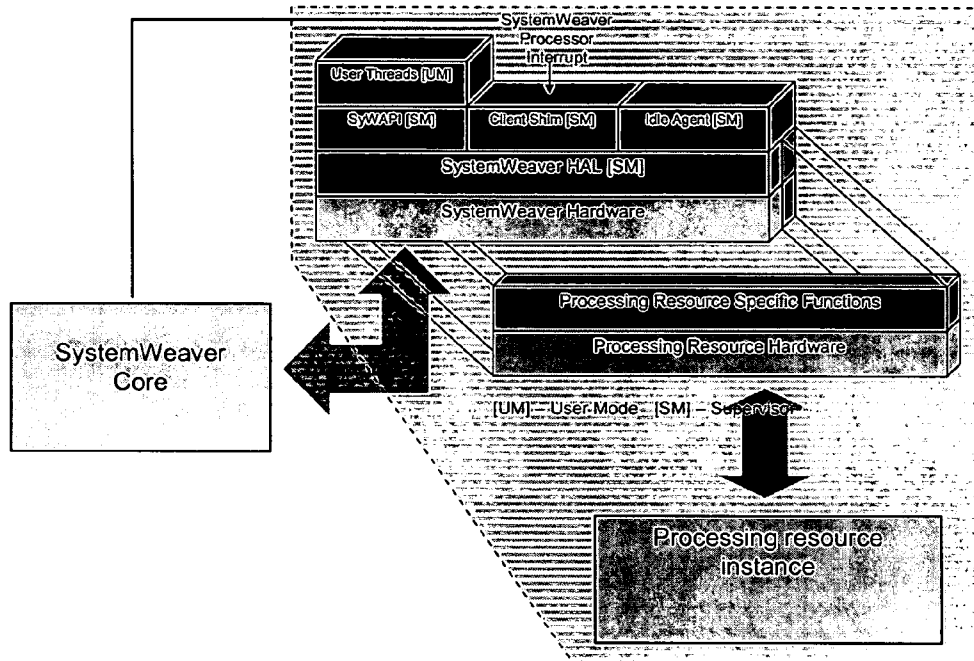 SystemWeaver
Processor
Interrupt
User Threads [UM]
SyWAPI [SM]
Client Shim [SM]
Idle Agent [SM]
SystemWeaver HAL [SM]
SystemWeaver Hardware
Processing Resource Specific Functions
Processing Resource Hardware
SystemWeaver
Core
[UM] – User Mode [SM] – Supervisor
Processing resource
instance